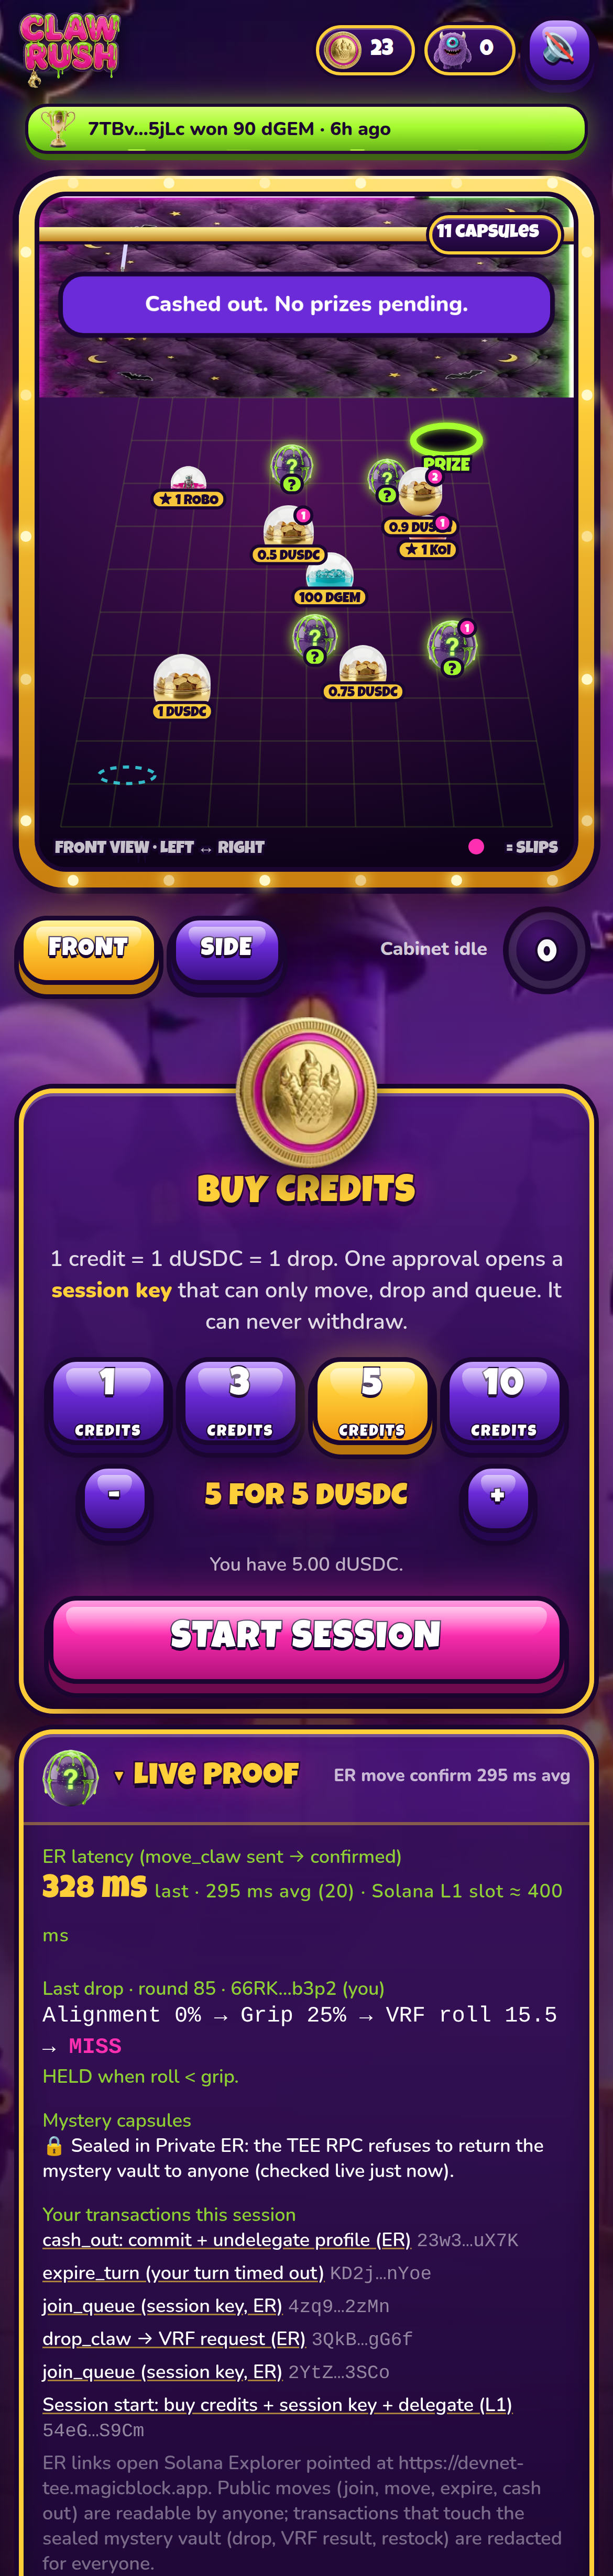 CLAW
RUSH
23
0
7TBv...5jLc won 90 dGEM · 6h ago
11 CAPSULES
Cashed out. No prizes pending.
PRIZE
?
?
?
?
2
★ 1 ROBO
1
0.9 DUSDC
1
0.5 DUSDC
★ 1 KOI
100 DGEM
?
?
1
?
?
0.75 DUSDC
1 DUSDC
FRONT VIEW · LEFT ↔ RIGHT
= SLIPS
FRONT
SIDE
Cabinet idle
0
BUY CREDITS
1 credit = 1 dUSDC = 1 drop. One approval opens a
session key that can only move, drop and queue. It
can never withdraw.
1
CREDITS
3
CREDITS
5
CREDITS
10
CREDITS
-
5 FOR 5 DUSDC
+
You have 5.00 dUSDC.
START SESSION
?
▾ LIVE PROOF
ER move confirm 295 ms avg
ER latency (move_claw sent → confirmed)
328 ms last · 295 ms avg (20) · Solana L1 slot ≈ 400
ms
Last drop · round 85 · 66RK...b3p2 (you)
Alignment 0% → Grip 25% → VRF roll 15.5
→ MISS
HELD when roll < grip.
Mystery capsules
🔒 Sealed in Private ER: the TEE RPC refuses to return the
mystery vault to anyone (checked live just now).
Your transactions this session
cash_out: commit + undelegate profile (ER) 23w3…uX7K
expire_turn (your turn timed out) KD2j…nYoe
join_queue (session key, ER) 4zq9…2zMn
drop_claw → VRF request (ER) 3QkB…gG6f
join_queue (session key, ER) 2YtZ…3SCo
Session start: buy credits + session key + delegate (L1)
54eG…S9Cm
ER links open Solana Explorer pointed at https://devnet-
tee.magicblock.app. Public moves (join, move, expire, cash
out) are readable by anyone; transactions that touch the
sealed mystery vault (drop, VRF result, restock) are redacted
for everyone.